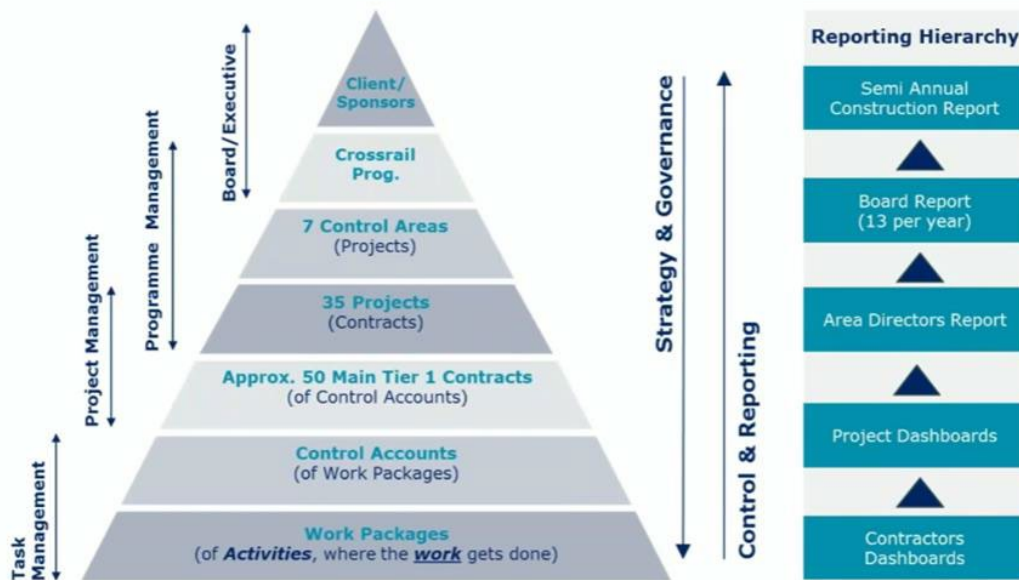 Client/
Sponsors
Crossrail
Prog.
7 Control Areas
(Projects)
35 Projects
(Contracts)
Approx. 50 Main Tier 1 Contracts
(of Control Accounts)
Control Accounts
(of Work Packages)
Work Packages
(of Activities, where the work gets done)
Board/Executive
Programme Management
Project Management
Task
Management
Strategy & Governance
Control & Reporting
Reporting Hierarchy
Semi Annual
Construction Report
Board Report
(13 per year)
Area Directors Report
Project Dashboards
Contractors
Dashboards